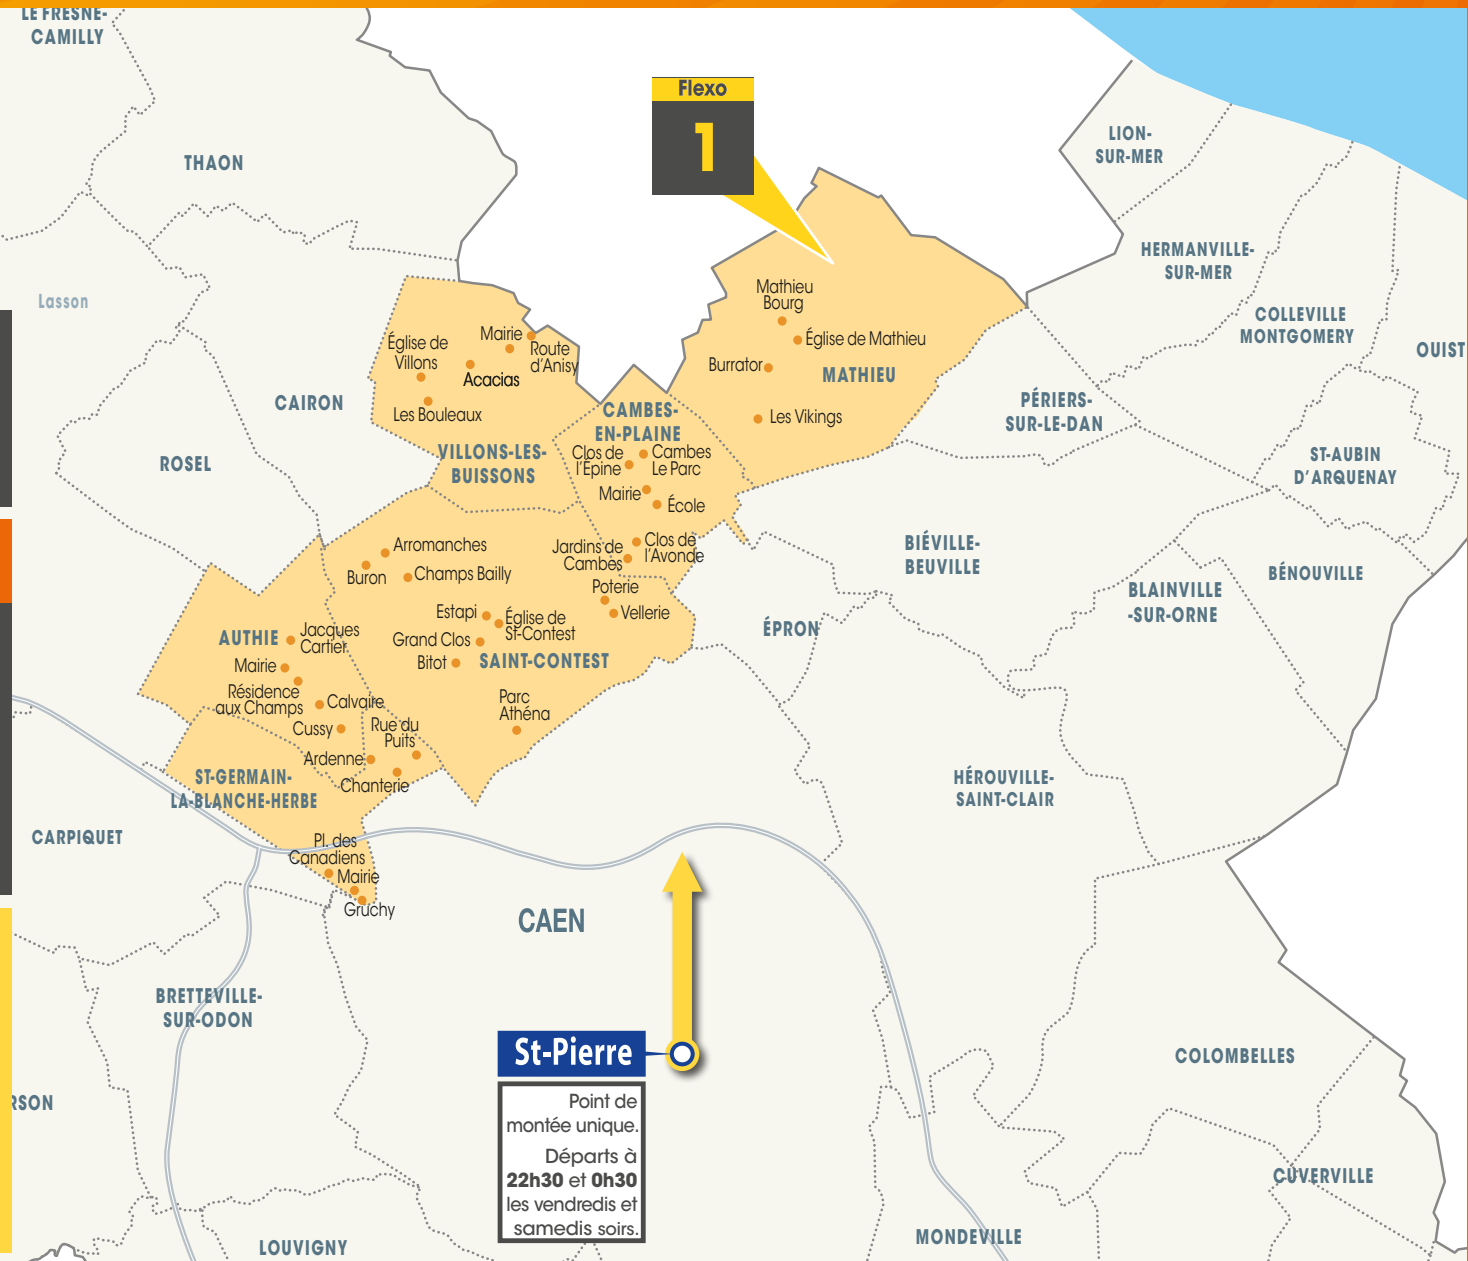 LE FRESNE-
CAMILLY
THAON
Lasson
CAIRON
ROSEL
Flexo
1
LION-
SUR-MER
HERMANVILLE-
SUR-MER
COLLEVILLE
MONTGOMERY
OUIST
ST-AUBIN
D'ARQUENAY
PÉRIERS-
SUR-LE-DAN
Mathieu
Bourg
Église de Mathieu
Burrator
MATHIEU
Les Vikings
Église de
Villons
Mairie
Route
d'Anisy
Acacias
Les Bouleaux
VILLONS-LES-
BUISSONS
CAMBES-
EN-PLAINE
Clos de
l'Épine
Cambes
Le Parc
Mairie
École
Jardins de
Cambes
Clos de
l'Avonde
Arromanches
Buron
Champs Bailly
Poterie
Vellerie
Estapi
Église de
St-Contest
Grand Clos
Bitot
SAINT-CONTEST
Parc
Athéna
AUTHIE
Jacques
Cartier
Mairie
Résidence
aux Champs
Calvaire
Cussy
Rue du
Puits
Ardenne
Chanterie
ST-GERMAIN-
LA-BLANCHE-HERBE
Pl. des
Canadiens
Mairie
Gruchy
BIÉVILLE-
BEUVILLE
ÉPRON
BLAINVILLE
-SUR-ORNE
BÉNOUVILLE
HÉROUVILLE-
SAINT-CLAIR
CARPIQUET
CAEN
BRETTEVILLE-
SUR-ODON
RSON
LOUVIGNY
St-Pierre
Point de
montée unique.
Départs à
22h30 et 0h30
les vendredis et
samedis soirs.
COLOMBELLES
CUVERVILLE
MONDEVILLE